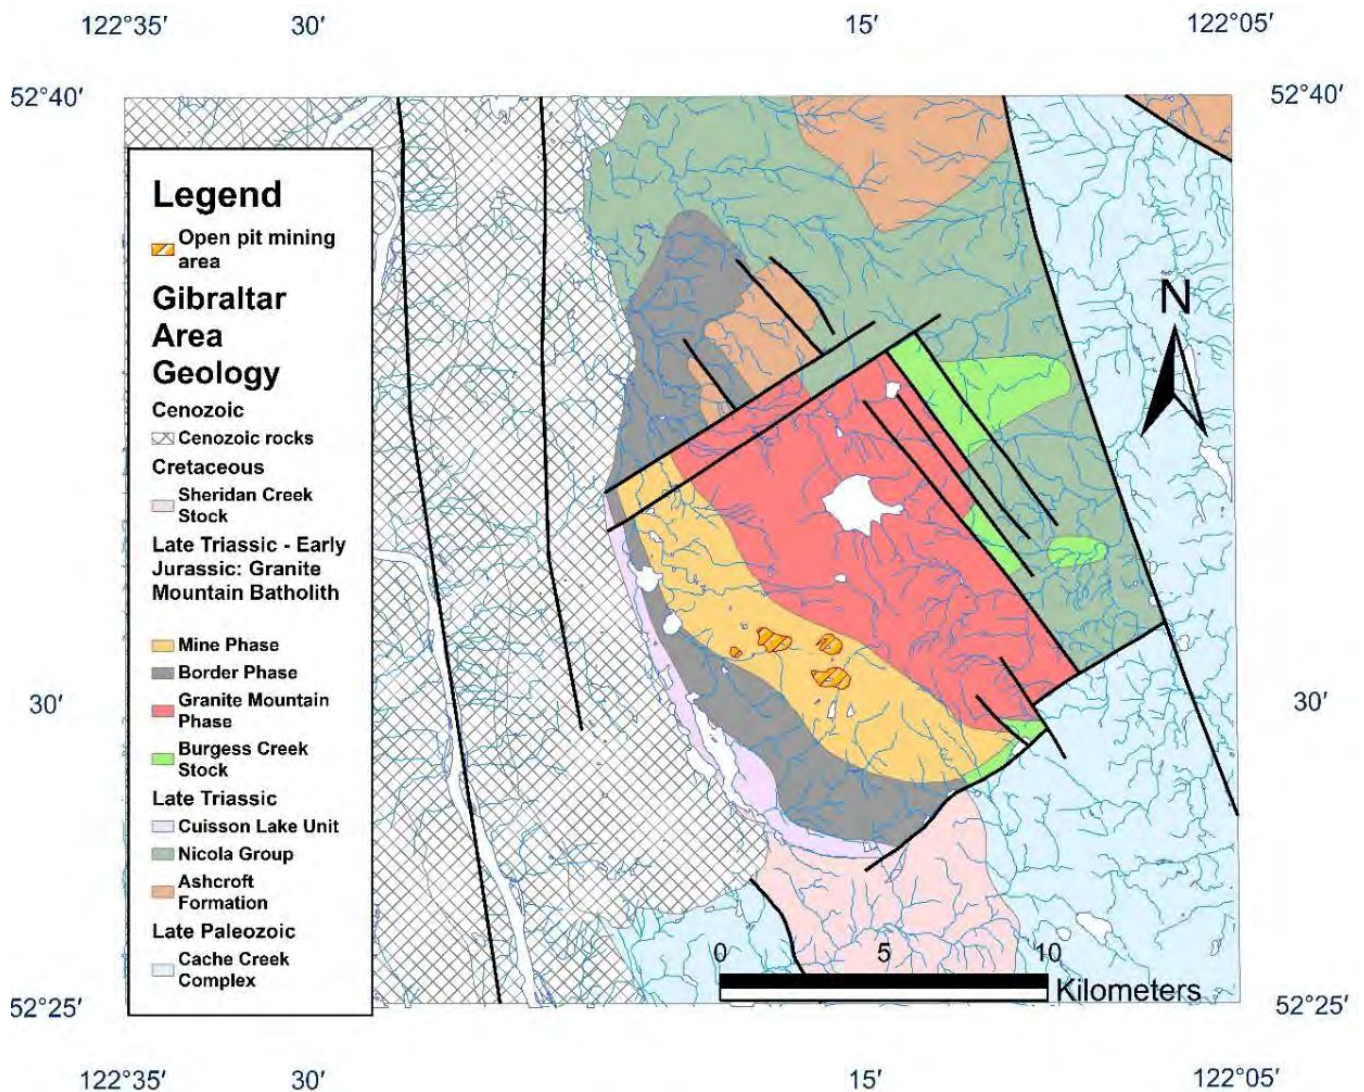 122°35′ 30′ 15′ 122°05′
52°40′ 52°40′
Legend
Open pit mining
area
Gibraltar
Area
Geology
Cenozoic
Cenozoic rocks
Cretaceous
Sheridan Creek
Stock
Late Triassic - Early
Jurassic: Granite
Mountain Batholith
Mine Phase
Border Phase
Granite Mountain
Phase
Burgess Creek
Stock
Late Triassic
Cuisson Lake Unit
Nicola Group
Ashcroft
Formation
Late Paleozoic
Cache Creek
Complex
N
30′ 30′
0 5 10
Kilometers
52°25′ 52°25′
122°35′ 30′ 15′ 122°05′